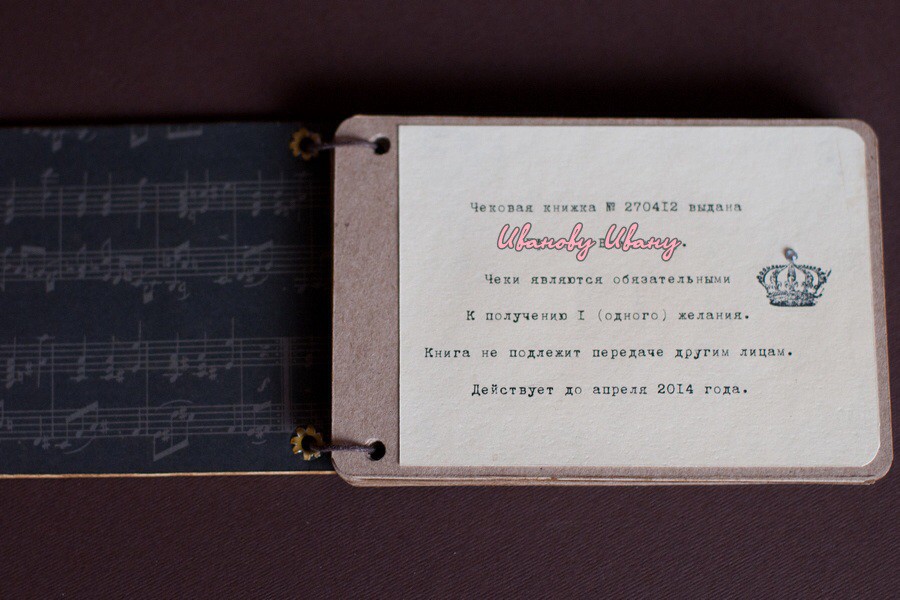 Чековая книжка № 270412 выдана
Иванову Ивану.
Чеки являются обязательными
К получению I (одного) желания.
Книга не подлежит передаче другим лицам.
Действует до апреля 2014 года.